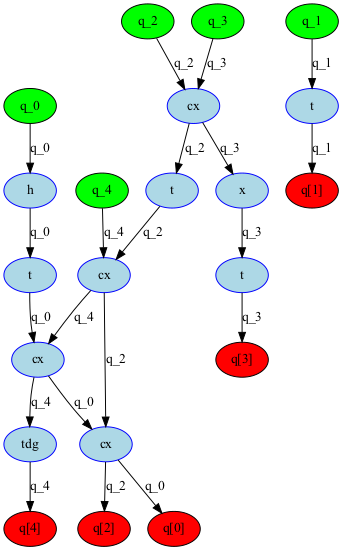 q_2 q_3 q_1
q_2 q_3 q_1
q_0 cx t
q_0 q_2 q_3 q_1
h q_4 t x q[1]
q_0 q_4 q_2 q_3
t cx t
q_0 q_4 q_3
cx q_2 q[3]
q_4 q_0
tdg cx
q_4 q_2 q_0
q[4] q[2] q[0]